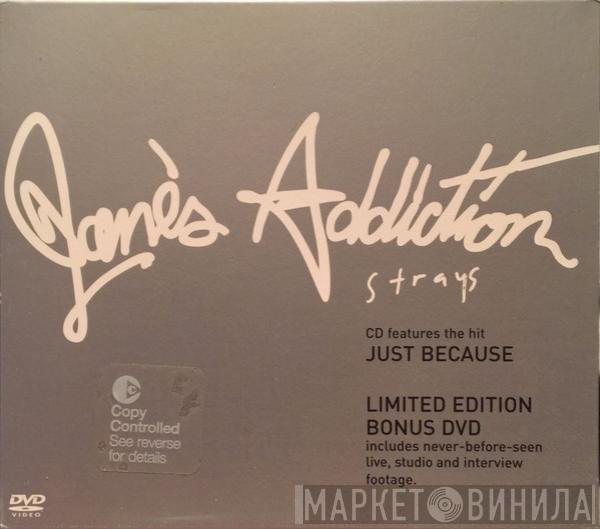 Jane's Addiction
strays
CD features the hit
JUST BECAUSE
LIMITED EDITION
BONUS DVD
includes never-before-seen
live, studio and interview
footage.
Copy
Controlled
See reverse
for details
DVD
VIDEO
МАРКЕТ ВИНИЛА